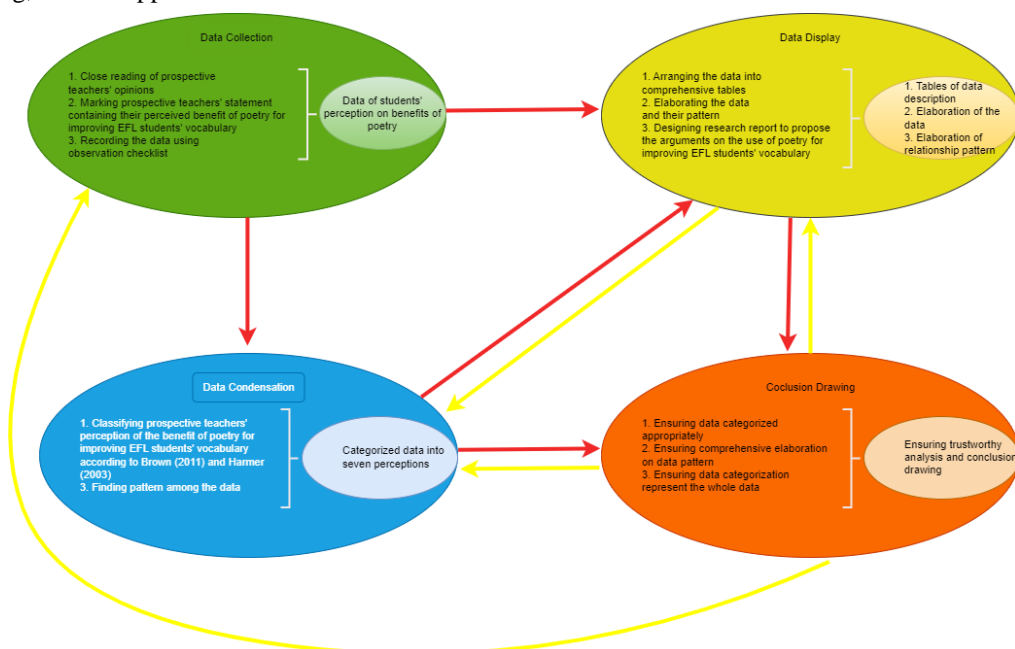 Data Collection
1. Close reading of prospective
teachers' opinions
2. Marking prospective teachers' statement
containing their perceived benefit of poetry for
improving EFL students' vocabulary
3. Recording the data using
observation checklist
Data of students'
perception on benefits of
poetry
Data Display
1. Arranging the data into
comprehensive tables
2. Elaborating the data
and their pattern
3. Designing research report to propose
the arguments on the use of poetry for
improving EFL students' vocabulary
1. Tables of data
description
2. Elaboration of the
data
3. Elaboration of
relationship pattern
Data Condensation
1. Classifying prospective teachers'
perception of the benefit of poetry for
improving EFL students' vocabulary
according to Brown (2011) and Harmer
(2003)
3. Finding pattern among the data
Categorized data into
seven perceptions
Coclusion Drawing
1. Ensuring data categorized
appropriately
2. Ensuring comprehensive elaboration
on data pattern
3. Ensuring data categorization
represent the whole data
Ensuring trustworthy
analysis and conclusion
drawing